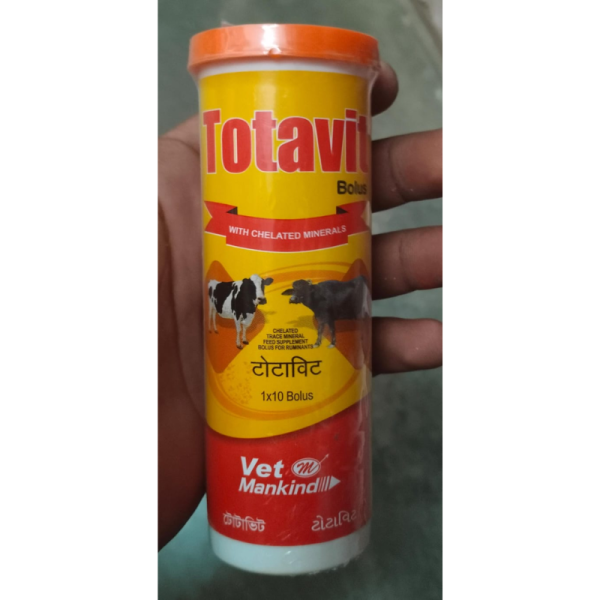 Totavit
Bolus
WITH CHELATED MINERALS
CHELATED
TRACE MINERAL
FEED SUPPLEMENT
BOLUS FOR RUMINANTS
टोटाविट
1x10 Bolus
Vet M
Mankind
টোটাভিট ટોટાવિટ